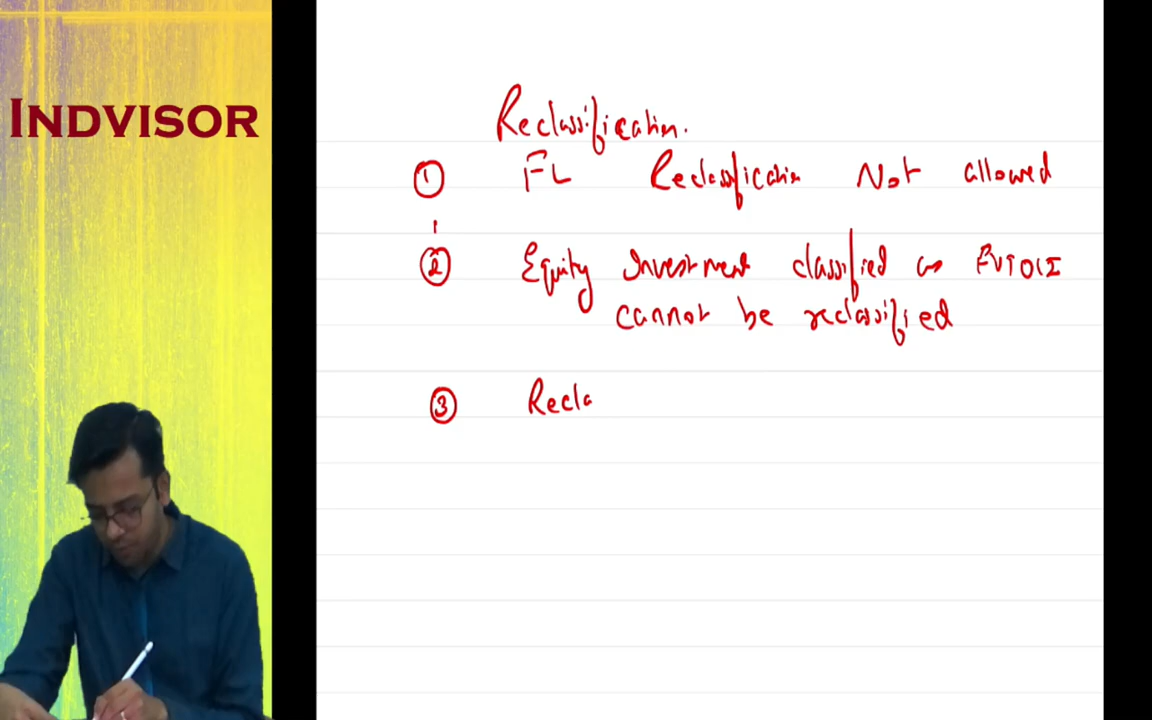 INDVISOR
Reclassification.
① FL Reclassification Not allowed
② Equity Investment classified as FVTOCI
cannot be reclassified
③ Recla